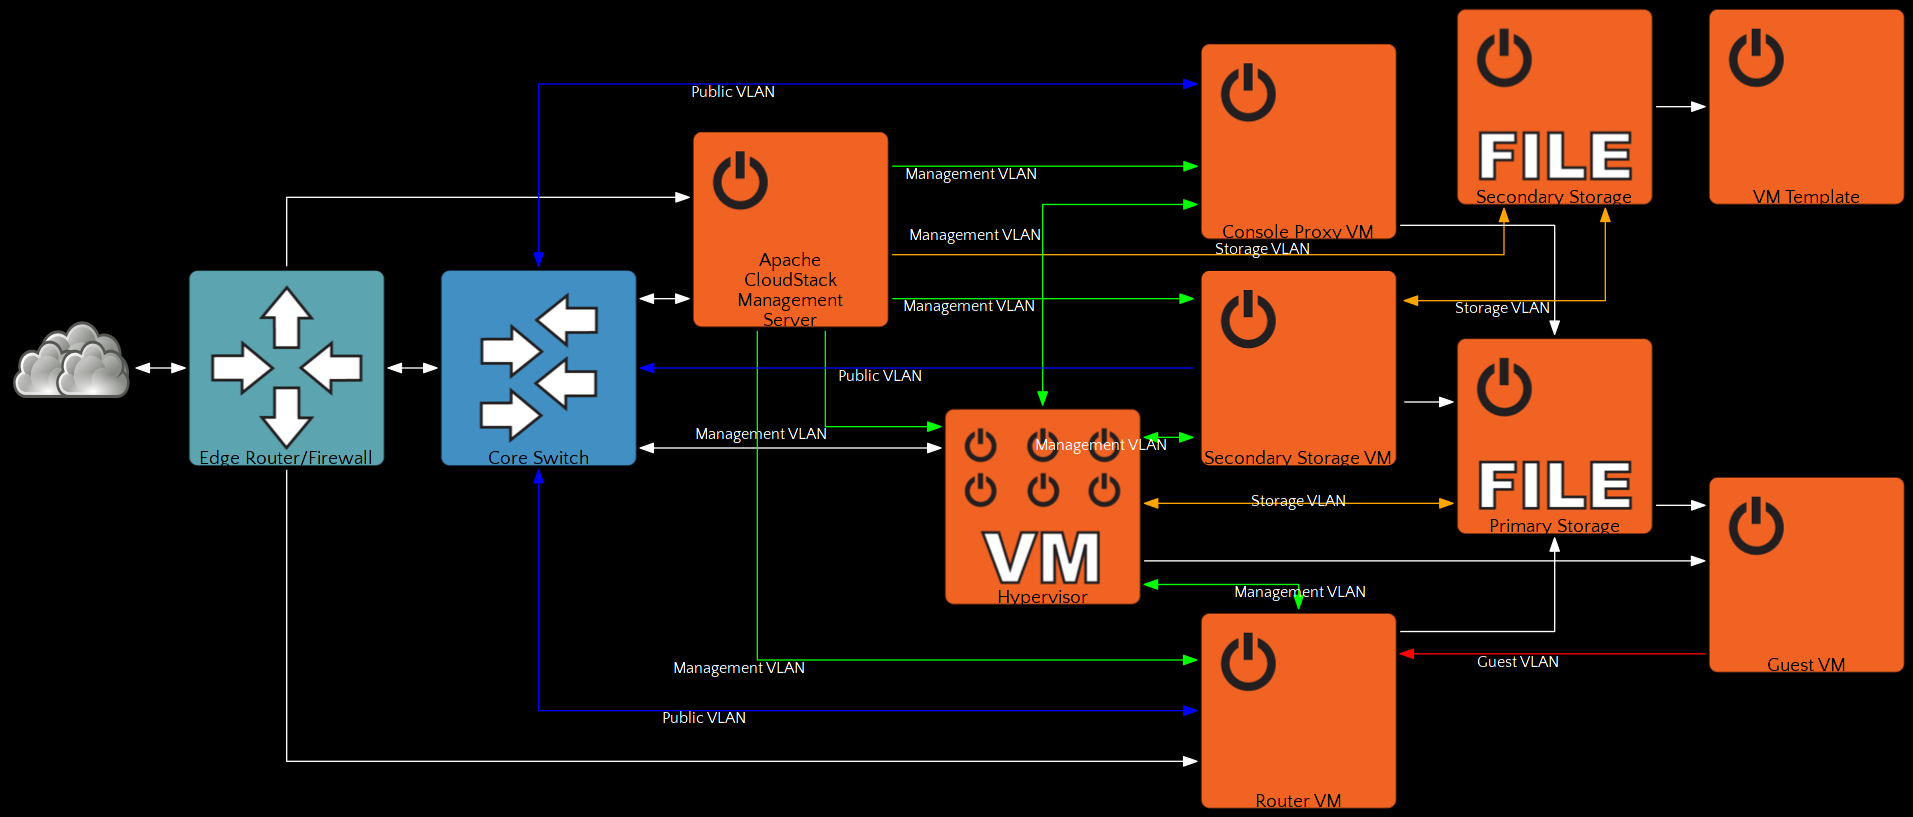 FILE
Secondary Storage
VM Template
Public VLAN
Console Proxy VM
Management VLAN
Management VLAN
Storage VLAN
Apache
CloudStack
Management
Server
Management VLAN
Storage VLAN
Public VLAN
Edge Router/Firewall
Core Switch
Management VLAN
Management VLAN
Secondary Storage VM
Storage VLAN
FILE
Primary Storage
VM
Hypervisor
Management VLAN
Management VLAN
Guest VLAN
Guest VM
Public VLAN
Router VM